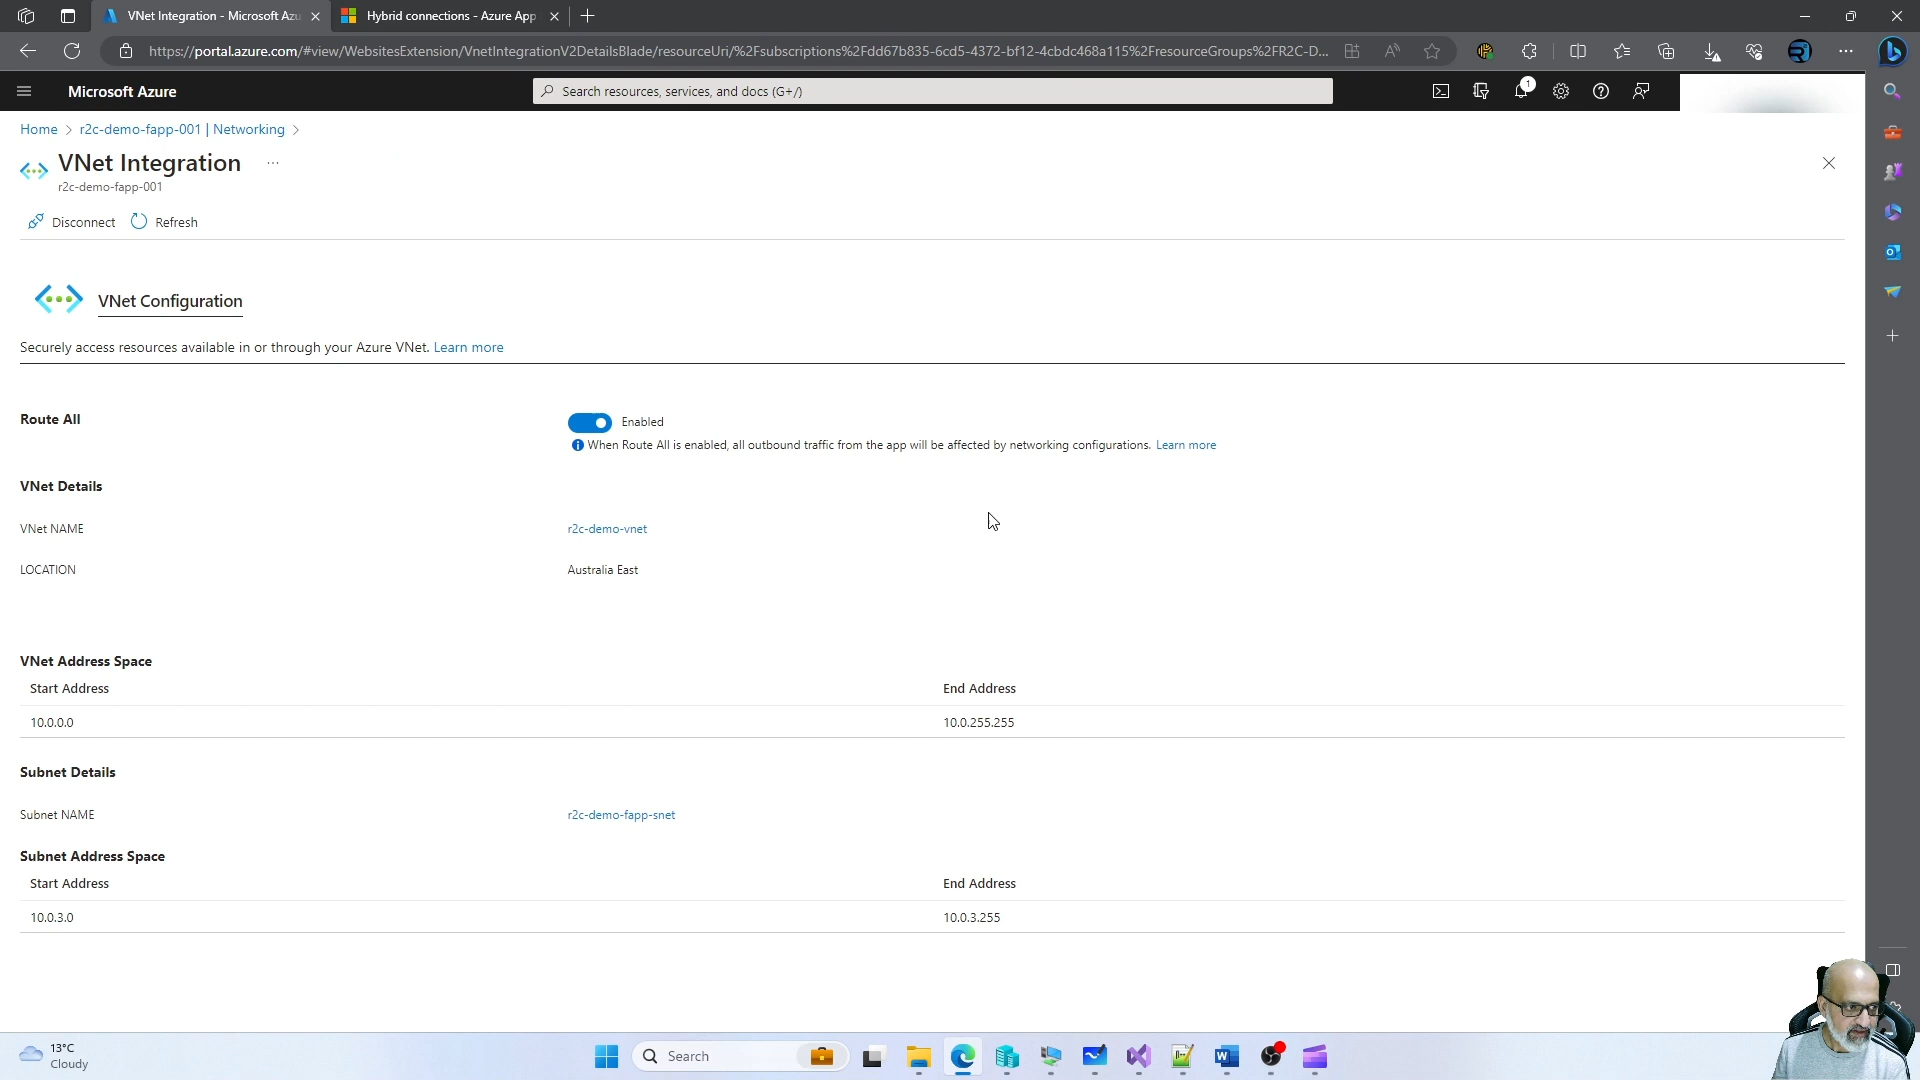 VNet Integration - Microsoft Azu
Hybrid connections - Azure App
https://portal.azure.com/#view/WebsitesExtension/VnetIntegrationV2DetailsBlade/resourceUri/%2Fsubscriptions%2Fdd67b835-6cd5-4372-bf12-4cbdc468a115%2FresourceGroups%2FR2C-D...
Microsoft Azure
Search resources, services, and docs (G+/)
1
Home > r2c-demo-fapp-001 | Networking >
VNet Integration ...
r2c-demo-fapp-001
Disconnect Refresh
VNet Configuration
Securely access resources available in or through your Azure VNet. Learn more
Route All
Enabled
When Route All is enabled, all outbound traffic from the app will be affected by networking configurations. Learn more
VNet Details
VNet NAME r2c-demo-vnet
LOCATION Australia East
VNet Address Space
Start Address End Address
10.0.0.0 10.0.255.255
Subnet Details
Subnet NAME r2c-demo-fapp-snet
Subnet Address Space
Start Address End Address
10.0.3.0 10.0.3.255
13°C
Cloudy
Search